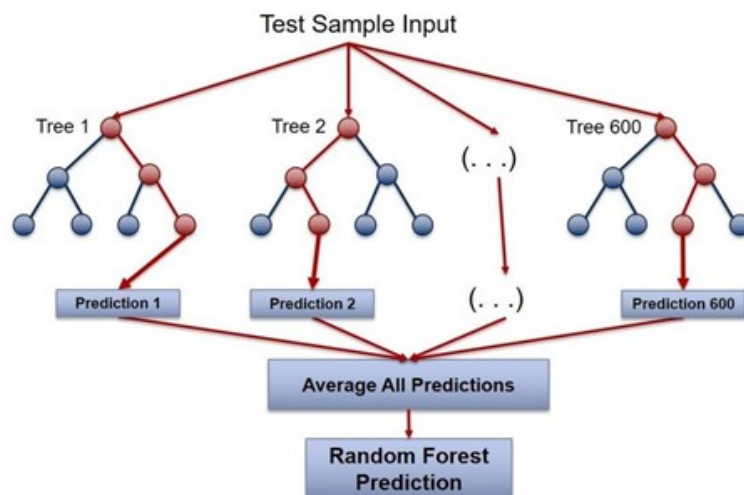 Test Sample Input
Tree 1
Tree 2
(. . .)
Tree 600
Prediction 1
Prediction 2
(. . .)
Prediction 600
Average All Predictions
Random Forest
Prediction